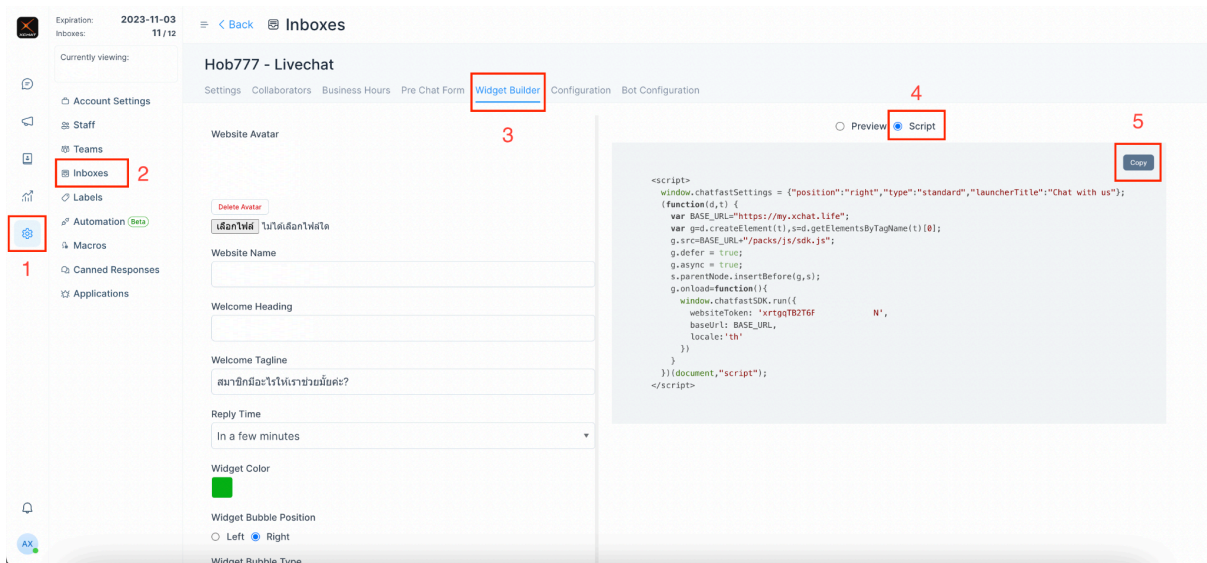 XCHAT
Expiration: 2023-11-03
Inboxes: 11 / 12
Currently viewing:
Account Settings
Staff
Teams
Inboxes
2
Labels
Automation Beta
Macros
Canned Responses
Applications
1
AX
< Back
Inboxes
Hob777 - Livechat
Settings Collaborators Business Hours Pre Chat Form Widget Builder Configuration Bot Configuration
3
4
5
Website Avatar
Delete Avatar
เลือกไฟล์ ไม่ได้เลือกไฟล์ใด
Website Name
Welcome Heading
Welcome Tagline
สมาชิกมีอะไรให้เราช่วยมั้ยค่ะ?
Reply Time
In a few minutes
Widget Color
Widget Bubble Position
Left Right
Widget Bubble Type
Preview Script
Copy
<script>
window.chatfastSettings = {"position":"right","type":"standard","launcherTitle":"Chat with us"};
(function(d,t) {
var BASE_URL="https://my.xchat.life";
var g=d.createElement(t),s=d.getElementsByTagName(t)[0];
g.src=BASE_URL+"/packs/js/sdk.js";
g.defer = true;
g.async = true;
s.parentNode.insertBefore(g,s);
g.onload=function(){
window.chatfastSDK.run({
websiteToken: 'xrtgqTB2T6F N',
baseUrl: BASE_URL,
locale:'th'
})
}
})(document,"script");
</script>